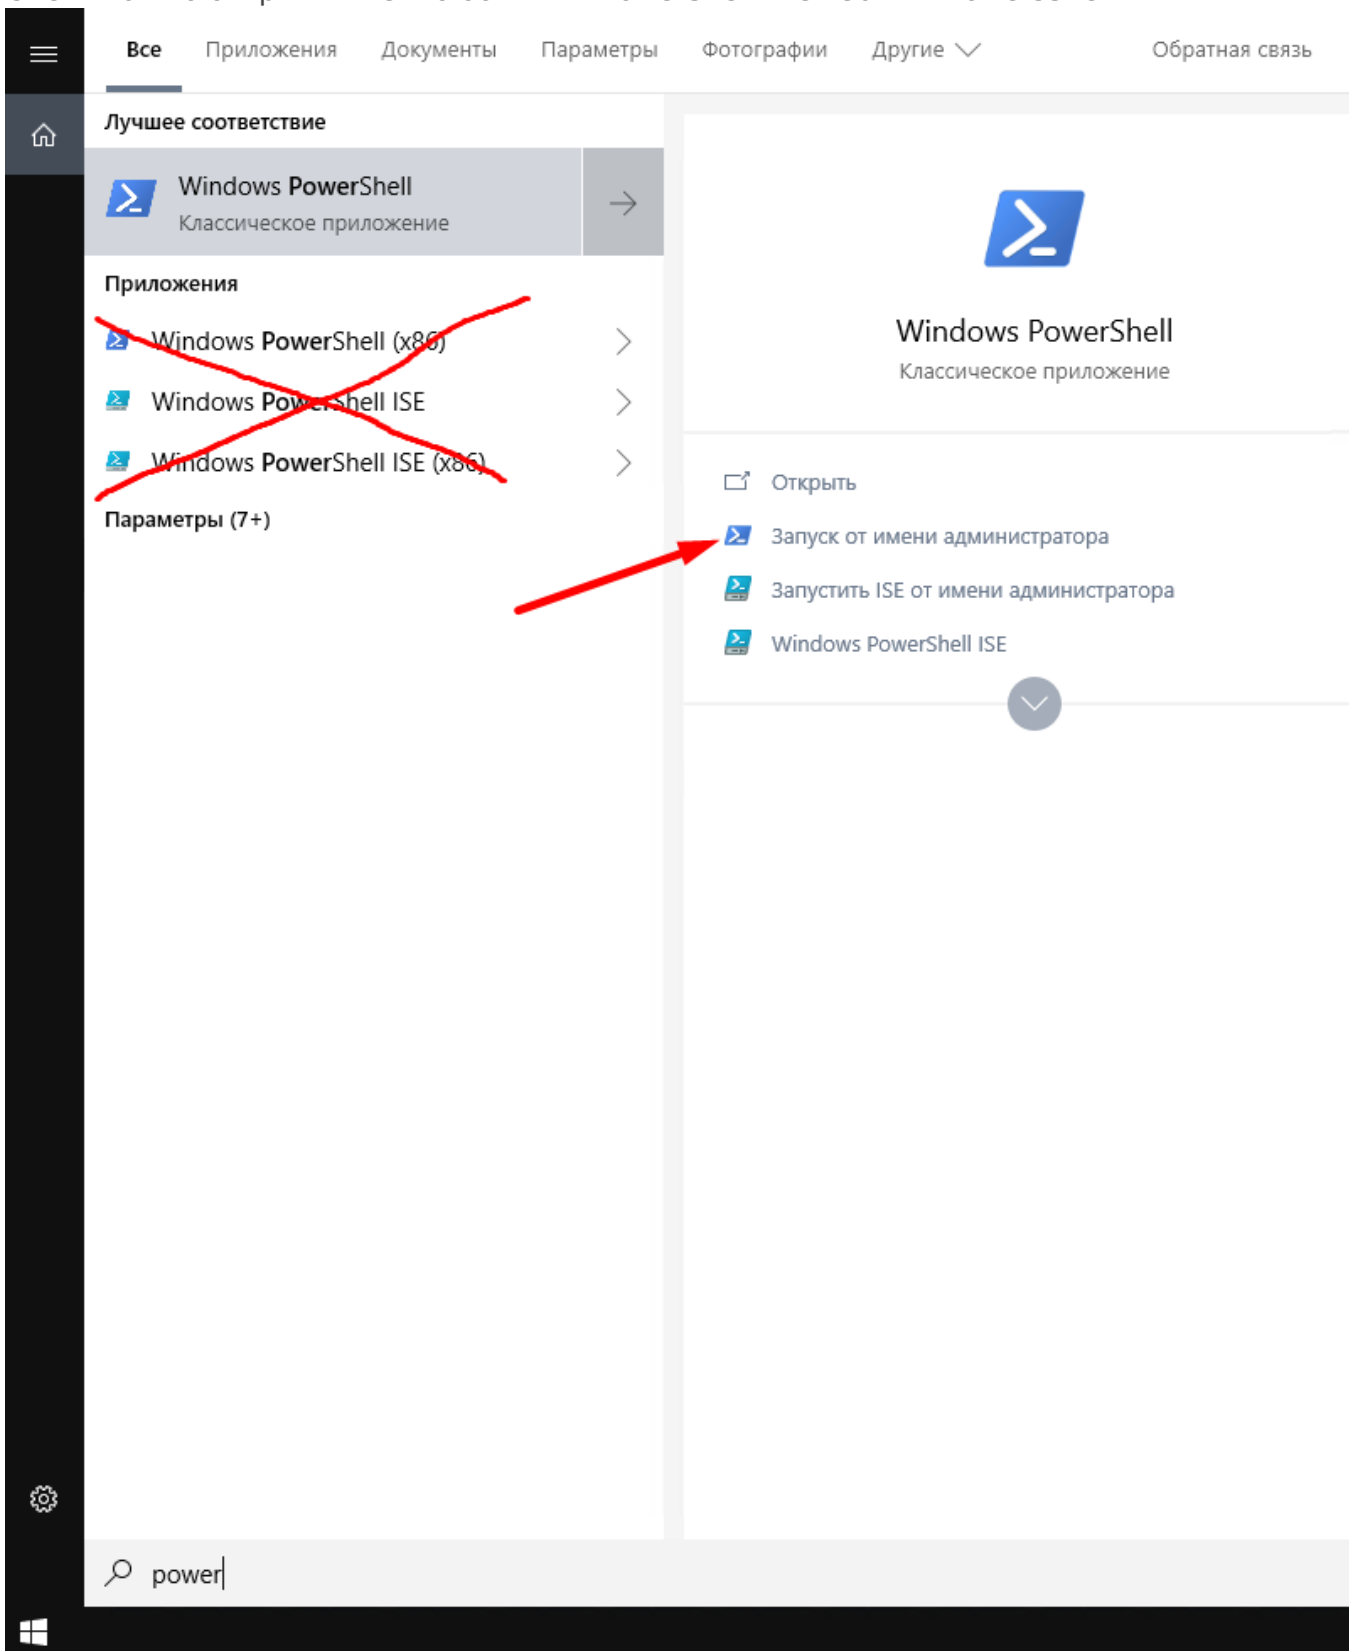 Все Приложения Документы Параметры Фотографии Другие Обратная связь
Лучшее соответствие
Windows PowerShell
Классическое приложение
Приложения
Windows PowerShell (x86)
Windows PowerShell ISE
Windows PowerShell ISE (x86)
Параметры (7+)
Windows PowerShell
Классическое приложение
Открыть
Запуск от имени администратора
Запустить ISE от имени администратора
Windows PowerShell ISE
power